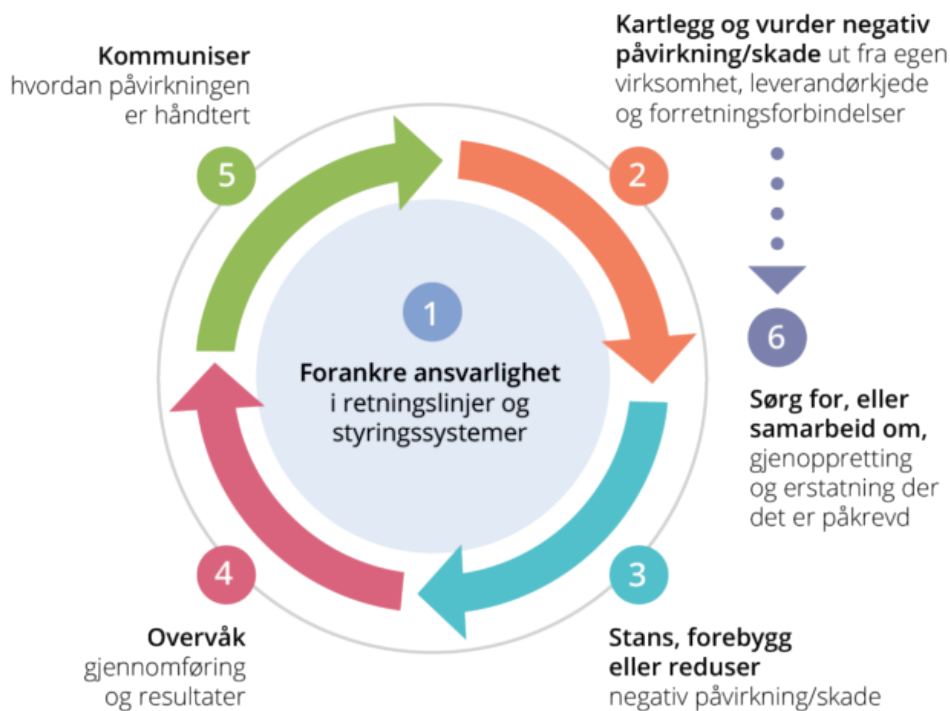 1
Forankre ansvarlighet
i retningslinjer og
styringssystemer
2
Kartlegg og vurder negativ
påvirkning/skade ut fra egen
virksomhet, leverandørkjede
og forretningsforbindelser
3
Stans, forebygg
eller reduser
negativ påvirkning/skade
4
Overvåk
gjennomføring
og resultater
5
Kommuniser
hvordan påvirkningen
er håndtert
6
Sørg for, eller
samarbeid om,
gjenoppretting
og erstatning der
det er påkrevd